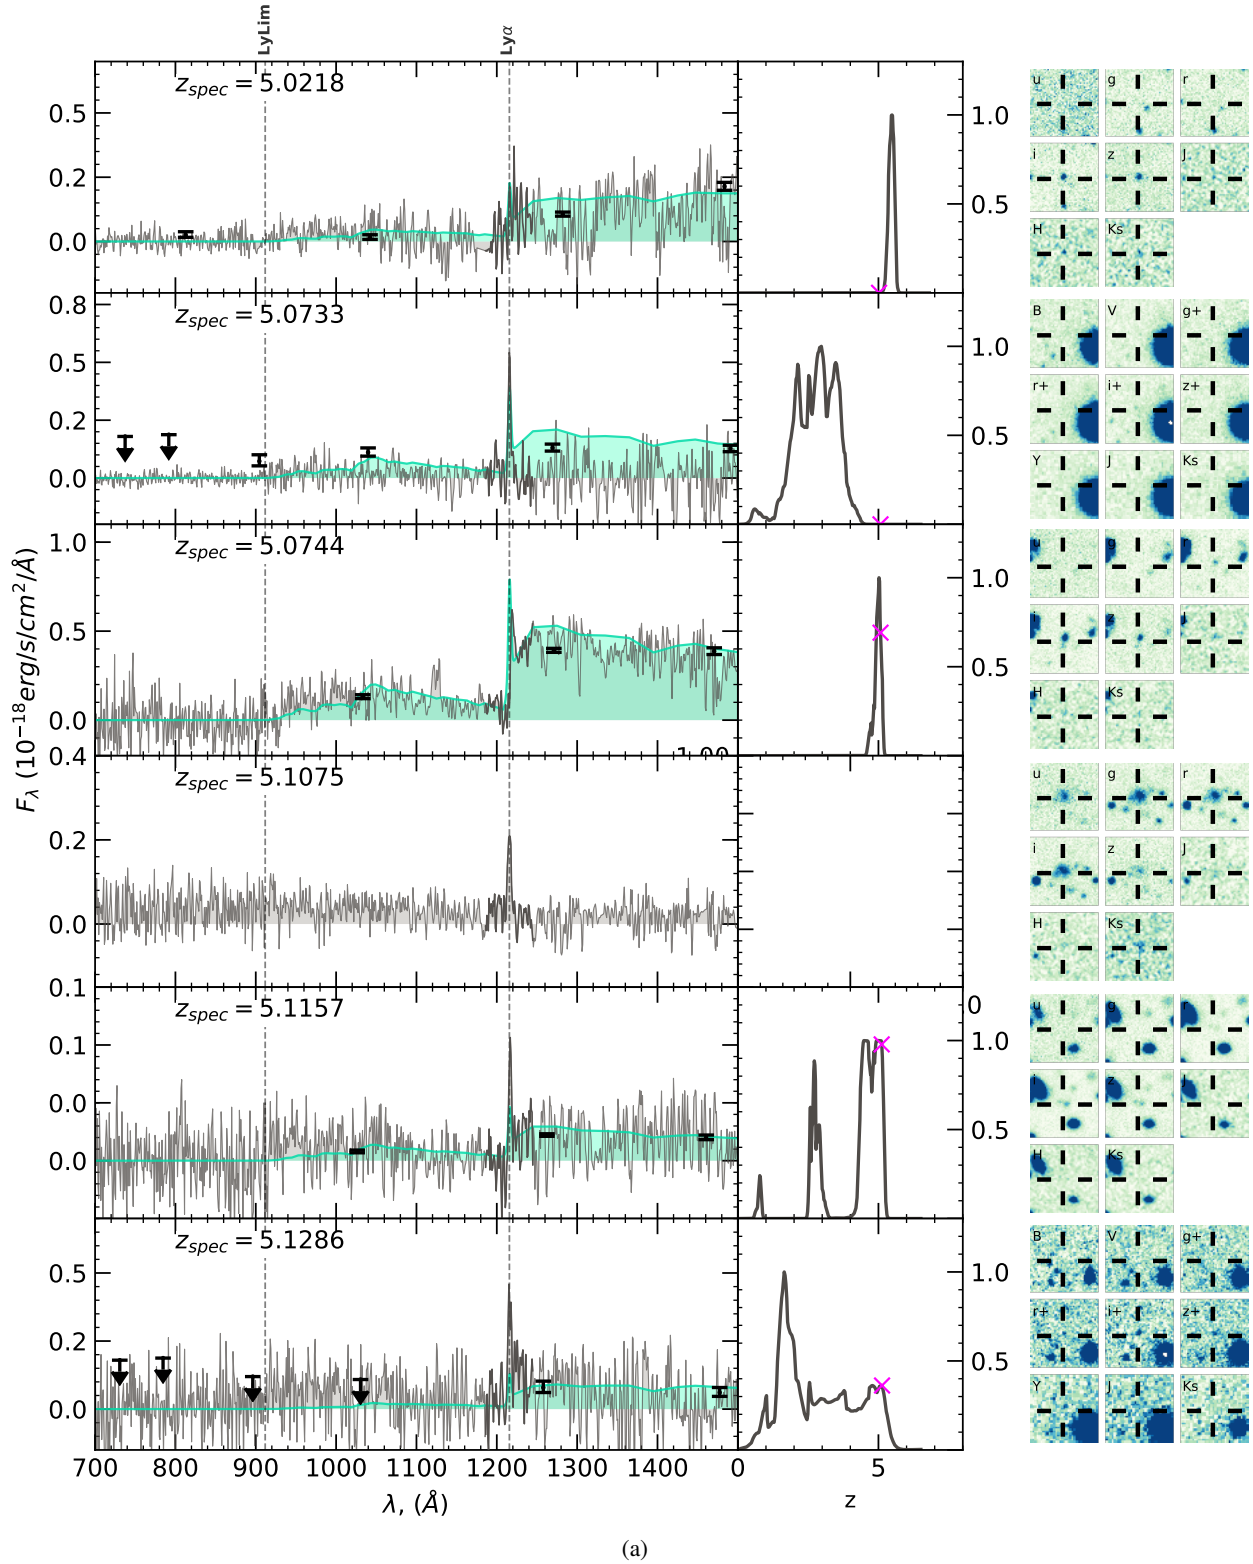 LyLim
Lyα
z_spec = 5.0218
0.5
0.2
0.0
1.0
0.5
u
g
r
i
z
J
H
Ks
z_spec = 5.0733
0.8
0.5
0.2
0.0
1.0
0.5
B
V
g+
r+
i+
z+
Y
J
Ks
z_spec = 5.0744
1.0
0.5
0.0
1.00
1.0
0.5
u
g
r
i
z
J
H
Ks
F_λ (10^−18 erg/s/cm^2/Å)
z_spec = 5.1075
0.4
0.2
0.0
u
g
r
i
z
J
H
Ks
z_spec = 5.1157
0.1
0.1
0.0
0.0
0
1.0
0.5
u
g
r
i
z
J
H
Ks
z_spec = 5.1286
0.5
0.2
0.0
1.0
0.5
B
V
g+
r+
i+
z+
Y
J
Ks
700 800 900 1000 1100 1200 1300 1400 0 5
λ, (Å) z
(a)